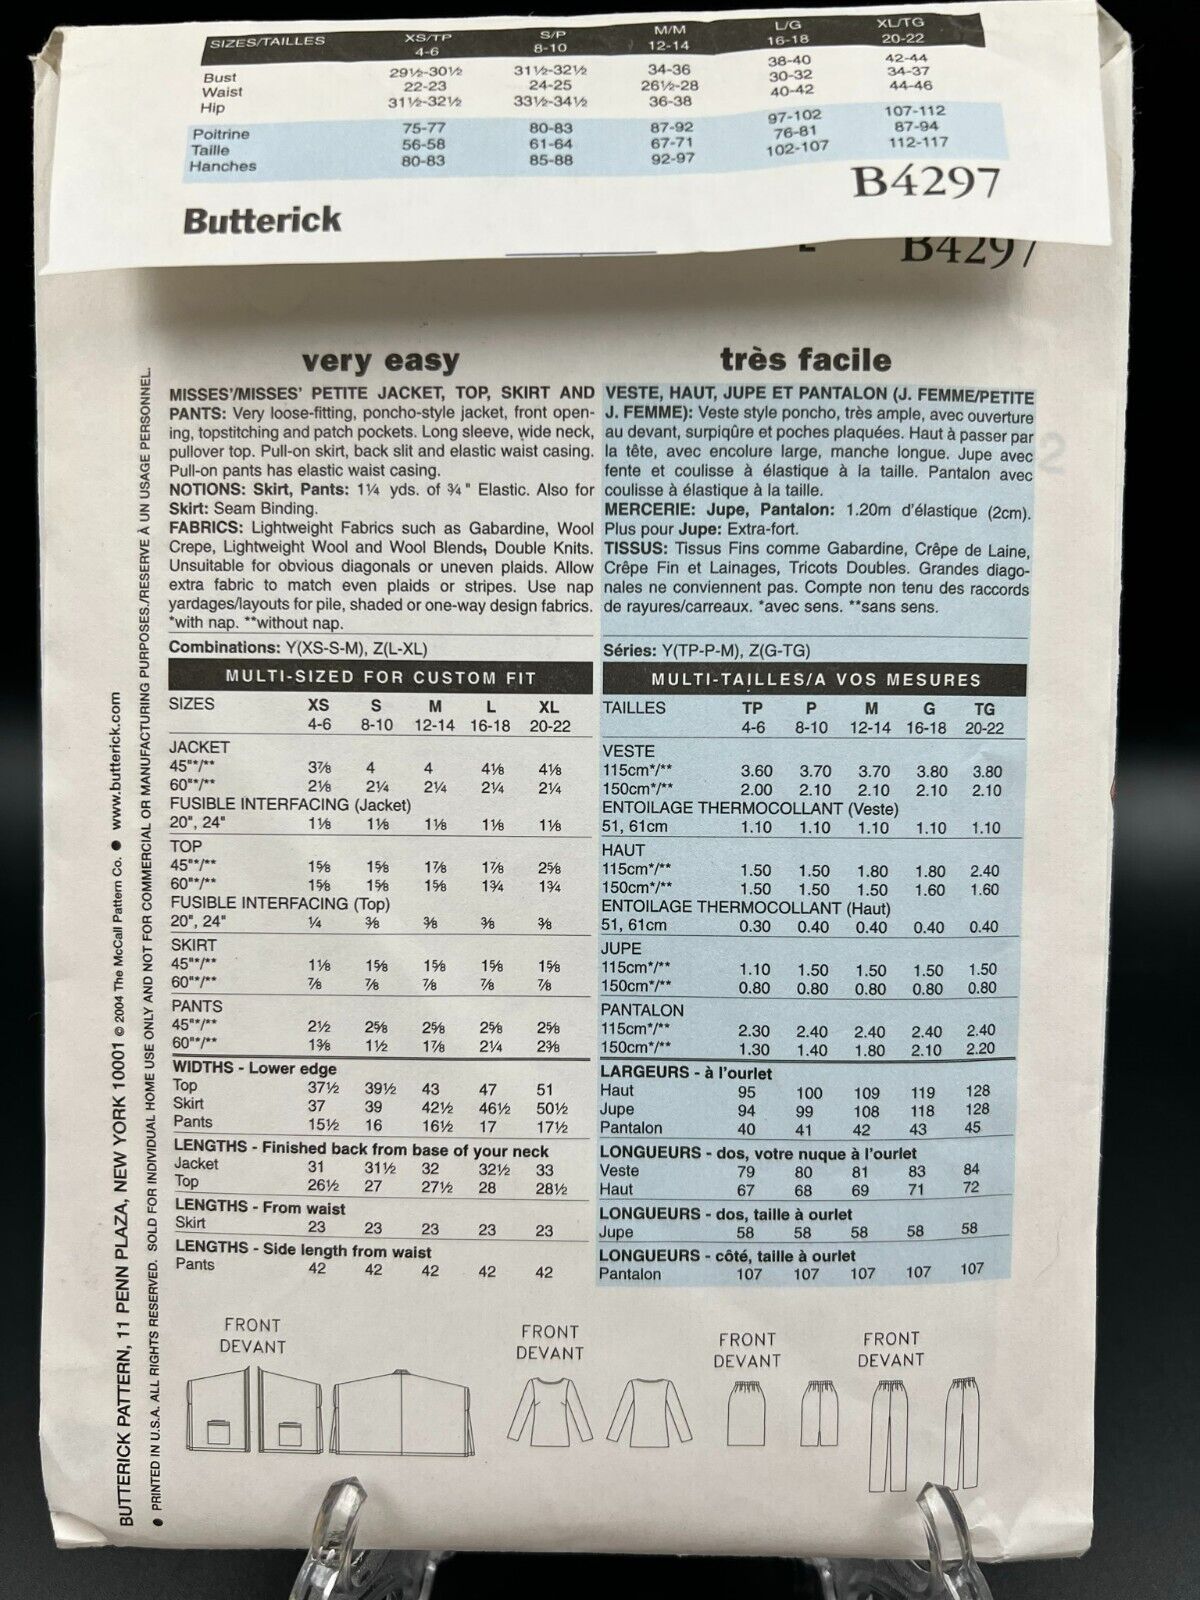 SIZES/TAILLES XS/TP S/P M/M L/G XL/TG
4-6 8-10 12-14 16-18 20-22
Bust 29½-30½ 31½-32½ 34-36 38-40 42-44
Waist 22-23 24-25 26½-28 30-32 34-37
Hip 31½-32½ 33½-34½ 36-38 40-42 44-46
Poitrine 75-77 80-83 87-92 97-102 107-112
Taille 56-58 61-64 67-71 76-81 87-94
Hanches 80-83 85-88 92-97 102-107 112-117
B4297
Butterick
B4297
very easy
MISSES'/MISSES' PETITE JACKET, TOP, SKIRT AND
PANTS: Very loose-fitting, poncho-style jacket, front open-
ing, topstitching and patch pockets. Long sleeve, wide neck,
pullover top. Pull-on skirt, back slit and elastic waist casing.
Pull-on pants has elastic waist casing.
NOTIONS: Skirt, Pants: 1¼ yds. of ¾" Elastic. Also for
Skirt: Seam Binding.
FABRICS: Lightweight Fabrics such as Gabardine, Wool
Crepe, Lightweight Wool and Wool Blends, Double Knits.
Unsuitable for obvious diagonals or uneven plaids. Allow
extra fabric to match even plaids or stripes. Use nap
yardages/layouts for pile, shaded or one-way design fabrics.
*with nap. **without nap.
Combinations: Y(XS-S-M), Z(L-XL)
MULTI-SIZED FOR CUSTOM FIT
SIZES XS S M L XL
4-6 8-10 12-14 16-18 20-22
JACKET
45"*/** 3⅞ 4 4 4⅛ 4⅛
60"*/** 2⅛ 2¼ 2¼ 2¼ 2¼
FUSIBLE INTERFACING (Jacket)
20", 24" 1⅛ 1⅛ 1⅛ 1⅛ 1⅛
TOP
45"*/** 1⅝ 1⅝ 1⅞ 1⅞ 2⅝
60"*/** 1⅝ 1⅝ 1⅝ 1¾ 1¾
FUSIBLE INTERFACING (Top)
20", 24" ¼ ⅜ ⅜ ⅜ ⅜
SKIRT
45"*/** 1⅛ 1⅝ 1⅝ 1⅝ 1⅝
60"*/** ⅞ ⅞ ⅞ ⅞ ⅞
PANTS
45"*/** 2½ 2⅝ 2⅝ 2⅝ 2⅝
60"*/** 1⅜ 1½ 1⅞ 2¼ 2⅜
WIDTHS - Lower edge
Top 37½ 39½ 43 47 51
Skirt 37 39 42½ 46½ 50½
Pants 15½ 16 16½ 17 17½
LENGTHS - Finished back from base of your neck
Jacket 31 31½ 32 32½ 33
Top 26½ 27 27½ 28 28½
LENGTHS - From waist
Skirt 23 23 23 23 23
LENGTHS - Side length from waist
Pants 42 42 42 42 42
très facile
VESTE, HAUT, JUPE ET PANTALON (J. FEMME/PETITE
J. FEMME): Veste style poncho, très ample, avec ouverture
au devant, surpiqûre et poches plaquées. Haut à passer par
la tête, avec encolure large, manche longue. Jupe avec
fente et coulisse à élastique à la taille. Pantalon avec
coulisse à élastique à la taille.
MERCERIE: Jupe, Pantalon: 1.20m d'élastique (2cm).
Plus pour Jupe: Extra-fort.
TISSUS: Tissus Fins comme Gabardine, Crêpe de Laine,
Crêpe Fin et Lainages, Tricots Doubles. Grandes diago-
nales ne conviennent pas. Compte non tenu des raccords
de rayures/carreaux. *avec sens. **sans sens.
Séries: Y(TP-P-M), Z(G-TG)
MULTI-TAILLES/A VOS MESURES
TAILLES TP P M G TG
4-6 8-10 12-14 16-18 20-22
VESTE
115cm*/** 3.60 3.70 3.70 3.80 3.80
150cm*/** 2.00 2.10 2.10 2.10 2.10
ENTOILAGE THERMOCOLLANT (Veste)
51, 61cm 1.10 1.10 1.10 1.10 1.10
HAUT
115cm*/** 1.50 1.50 1.80 1.80 2.40
150cm*/** 1.50 1.50 1.50 1.60 1.60
ENTOILAGE THERMOCOLLANT (Haut)
51, 61cm 0.30 0.40 0.40 0.40 0.40
JUPE
115cm*/** 1.10 1.50 1.50 1.50 1.50
150cm*/** 0.80 0.80 0.80 0.80 0.80
PANTALON
115cm*/** 2.30 2.40 2.40 2.40 2.40
150cm*/** 1.30 1.40 1.80 2.10 2.20
LARGEURS - à l'ourlet
Haut 95 100 109 119 128
Jupe 94 99 108 118 128
Pantalon 40 41 42 43 45
LONGUEURS - dos, votre nuque à l'ourlet
Veste 79 80 81 83 84
Haut 67 68 69 71 72
LONGUEURS - dos, taille à ourlet
Jupe 58 58 58 58 58
LONGUEURS - côté, taille à ourlet
Pantalon 107 107 107 107 107
FRONT
DEVANT
FRONT
DEVANT
FRONT
DEVANT
FRONT
DEVANT
BUTTERICK PATTERN, 11 PENN PLAZA, NEW YORK 10001 © 2004 The McCall Pattern Co. ● www.butterick.com
● PRINTED IN U.S.A. ALL RIGHTS RESERVED. SOLD FOR INDIVIDUAL HOME USE ONLY AND NOT FOR COMMERCIAL OR MANUFACTURING PURPOSES./RESERVE À UN USAGE PERSONNEL.